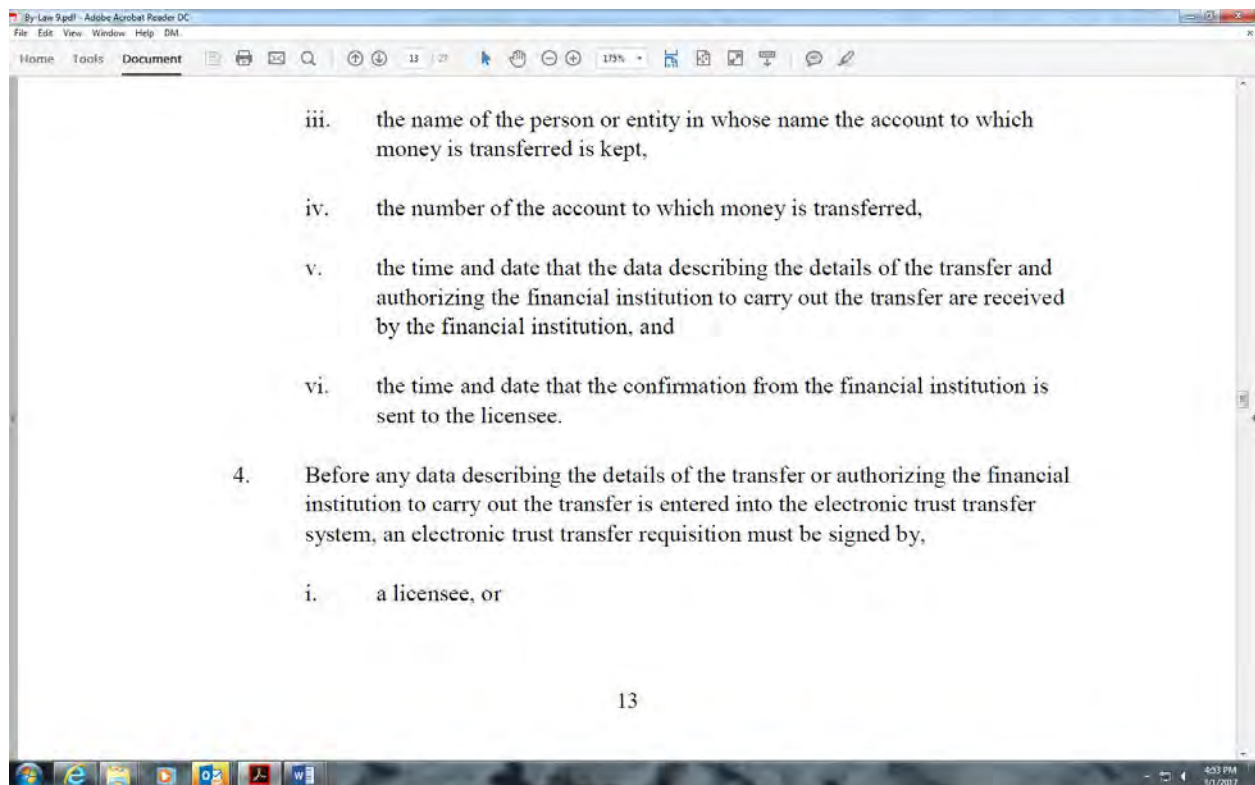 By-Law 9.pdf - Adobe Acrobat Reader DC
File Edit View Window Help DM
Home Tools Document 13 / 27 175%
iii. the name of the person or entity in whose name the account to which
money is transferred is kept,
iv. the number of the account to which money is transferred,
v. the time and date that the data describing the details of the transfer and
authorizing the financial institution to carry out the transfer are received
by the financial institution, and
vi. the time and date that the confirmation from the financial institution is
sent to the licensee.
4. Before any data describing the details of the transfer or authorizing the financial
institution to carry out the transfer is entered into the electronic trust transfer
system, an electronic trust transfer requisition must be signed by,
i. a licensee, or
13
4:53 PM